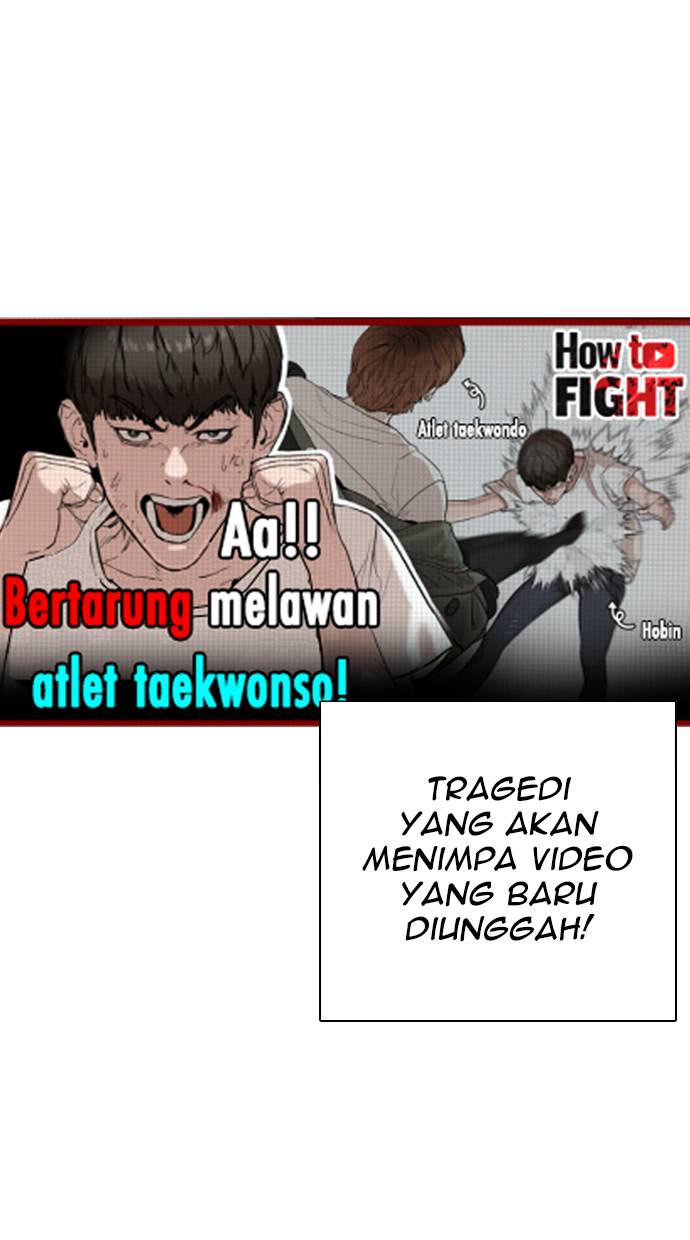 How to
FIGHT
Atlet taekwondo
Aa!!
Bertarung melawan
Hobin
atlet taekwonso!
TRAGEDI
YANG AKAN
MENIMPA VIDEO
YANG BARU
DIUNGGAH!